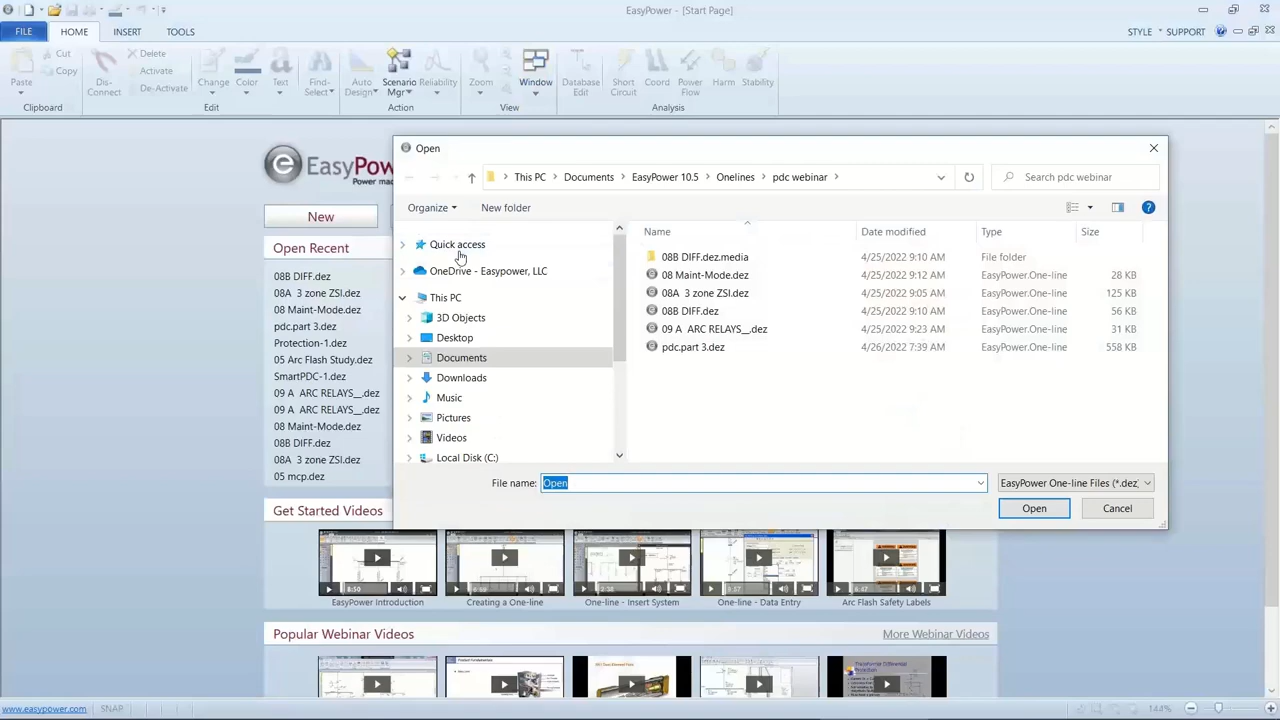 EasyPower - [Start Page]
FILE HOME INSERT TOOLS STYLE SUPPORT
Paste Cut Copy Dis-Connect Delete Activate De-Activate Change Color Text Find-Select Auto Design Scenario Mgr Reliability Zoom Window Database Edit Short Circuit Coord Power Flow Harm Stability
Clipboard Edit Action View Analysis
EasyPow
Power ma
New
Open Recent
08B DIFF.dez
08A 3 zone ZSI.dez
08 Maint-Mode.dez
pdc.part 3.dez
Protection-1.dez
05 Arc Flash Study.dez
SmartPDC-1.dez
09 A ARC RELAYS__.dez
09 A ARC RELAYS__.dez
08 Maint-Mode.dez
08B DIFF.dez
08A 3 zone ZSI.dez
05 mcp.dez
Open
This PC Documents EasyPower 10.5 Onelines pdc webinar Search pdc webinar
Organize New folder
Quick access
OneDrive - Easypower, LLC
This PC
3D Objects
Desktop
Documents
Downloads
Music
Pictures
Videos
Local Disk (C:)
Name Date modified Type Size
08B DIFF.dez.media 4/25/2022 9:10 AM File folder
08 Maint-Mode.dez 4/25/2022 9:12 AM EasyPower.One-line 28 KB
08A 3 zone ZSI.dez 4/25/2022 9:05 AM EasyPower.One-line 125 KB
08B DIFF.dez 4/25/2022 9:10 AM EasyPower.One-line 56 KB
09 A ARC RELAYS__.dez 4/25/2022 9:23 AM EasyPower.One-line 31 KB
pdc.part 3.dez 4/26/2022 7:39 AM EasyPower.One-line 558 KB
File name: Open EasyPower One-line Files (*.dez)
Open Cancel
Get Started Videos
EasyPower Introduction Creating a One-line One-line - Insert System One-line - Data Entry Arc Flash Safety Labels
Popular Webinar Videos More Webinar Videos
www.easypower.com SNAP 144%